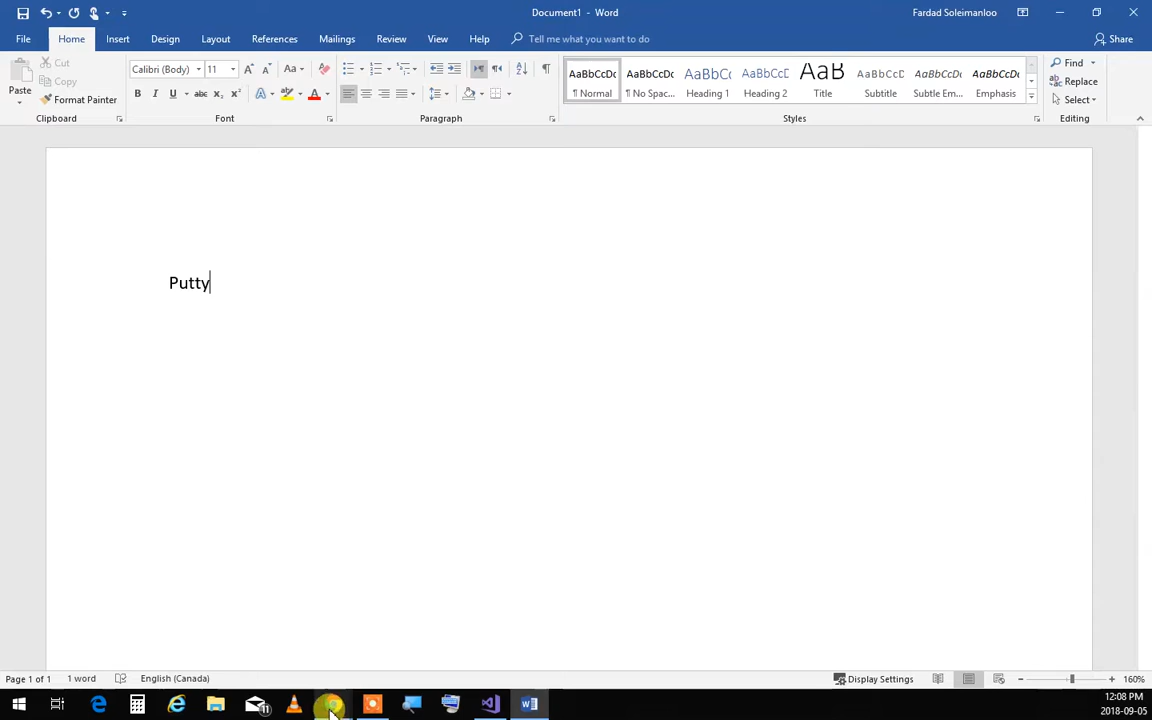 Document1 - Word
Fardad Soleimanloo
File Home Insert Design Layout References Mailings Review View Help Tell me what you want to do Share
Cut
Copy
Format Painter
Paste
Clipboard
Calibri (Body) 11
Font
Paragraph
AaBbCcDc AaBbCcDc AaBbCc AaBbCcD AaB AaBbCcD AaBbCcDc AaBbCcDc
¶ Normal ¶ No Spac... Heading 1 Heading 2 Title Subtitle Subtle Em... Emphasis
Styles
Find
Replace
Select
Editing
Putty
Page 1 of 1 1 word English (Canada) Display Settings 160%
11
12:08 PM
2018-09-05